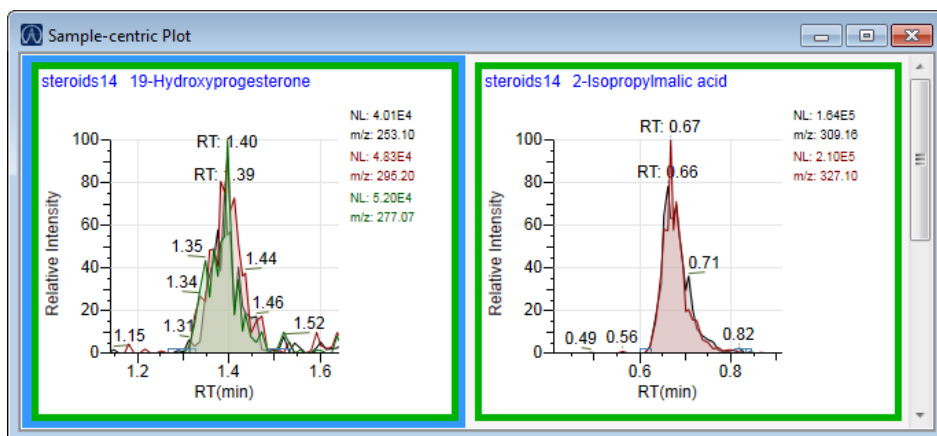 Sample-centric Plot
steroids14 19-Hydroxyprogesterone
NL: 4.01E4
m/z: 253.10
NL: 4.83E4
m/z: 295.20
NL: 5.20E4
m/z: 277.07
RT: 1.40
RT: 1.39
1.35
1.34
1.31
1.15
1.44
1.46
1.52
Relative Intensity
100
80
60
40
20
0
1.2 1.4 1.6
RT(min)
steroids14 2-Isopropylmalic acid
NL: 1.64E5
m/z: 309.16
NL: 2.10E5
m/z: 327.10
RT: 0.67
RT: 0.66
0.71
0.49 0.56 0.82
Relative Intensity
100
80
60
40
20
0
0.6 0.8
RT(min)